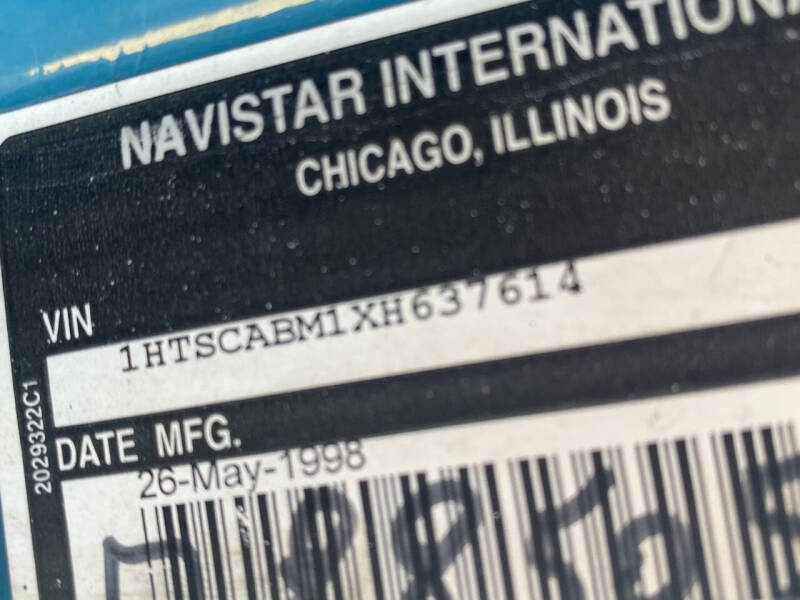 NAVISTAR INTERNATIONA
CHICAGO, ILLINOIS
VIN
1HTSCABM1XH637614
DATE MFG.
26-May-1998
2029322C1